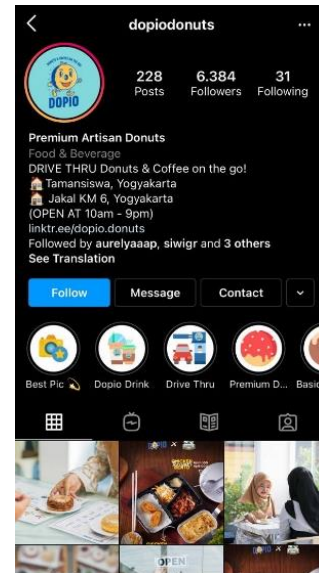 dopiodonuts
DOPIO
228 6.384 31
Posts Followers Following
Premium Artisan Donuts
Food & Beverage
DRIVE THRU Donuts & Coffee on the go!
Tamansiswa, Yogyakarta
Jakal KM 6, Yogyakarta
(OPEN AT 10am - 9pm)
linktr.ee/dopio.donuts
Followed by aurelyaaap, siwigr and 3 others
See Translation
Follow Message Contact
Best Pic Dopio Drink Drive Thru Premium D... Basic
DOPIO X
OPEN